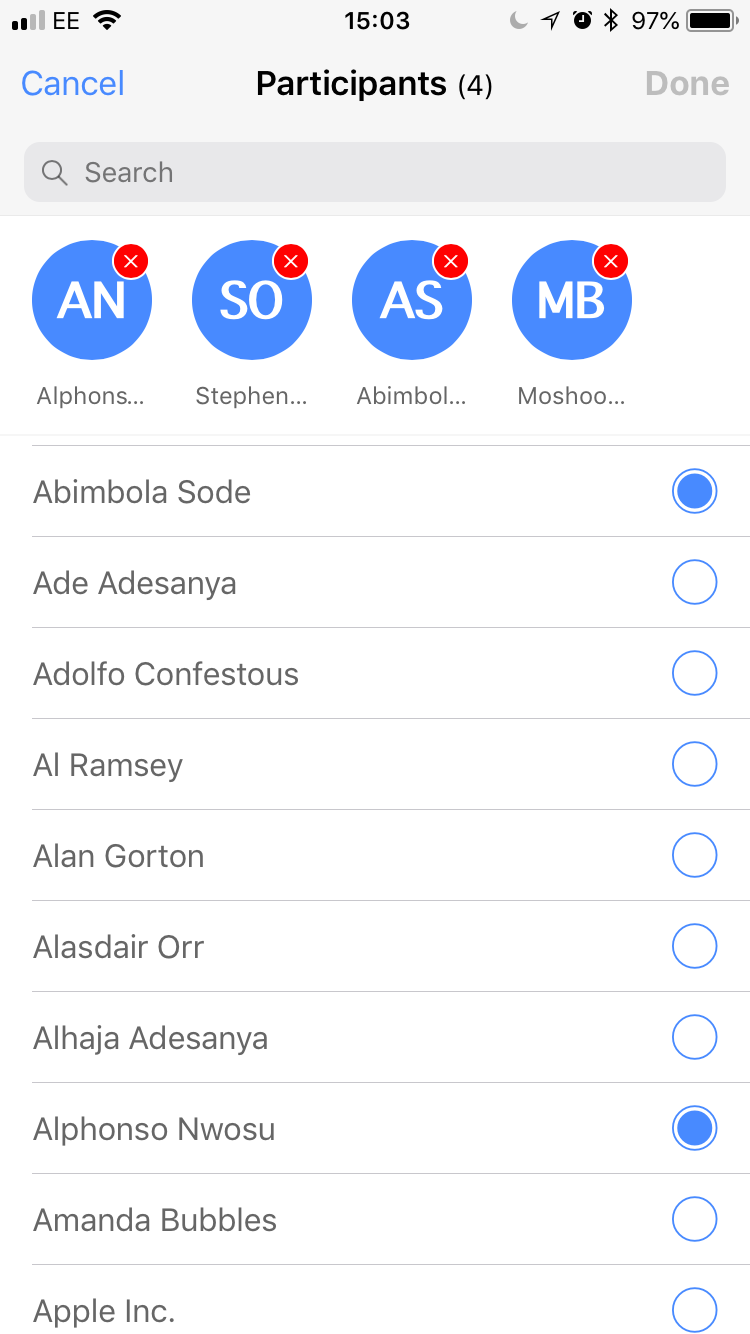 EE 15:03 97%
Cancel Participants (4) Done
Search
AN SO AS MB
Alphons... Stephen... Abimbol... Moshoo...
Abimbola Sode
Ade Adesanya
Adolfo Confestous
Al Ramsey
Alan Gorton
Alasdair Orr
Alhaja Adesanya
Alphonso Nwosu
Amanda Bubbles
Apple Inc.